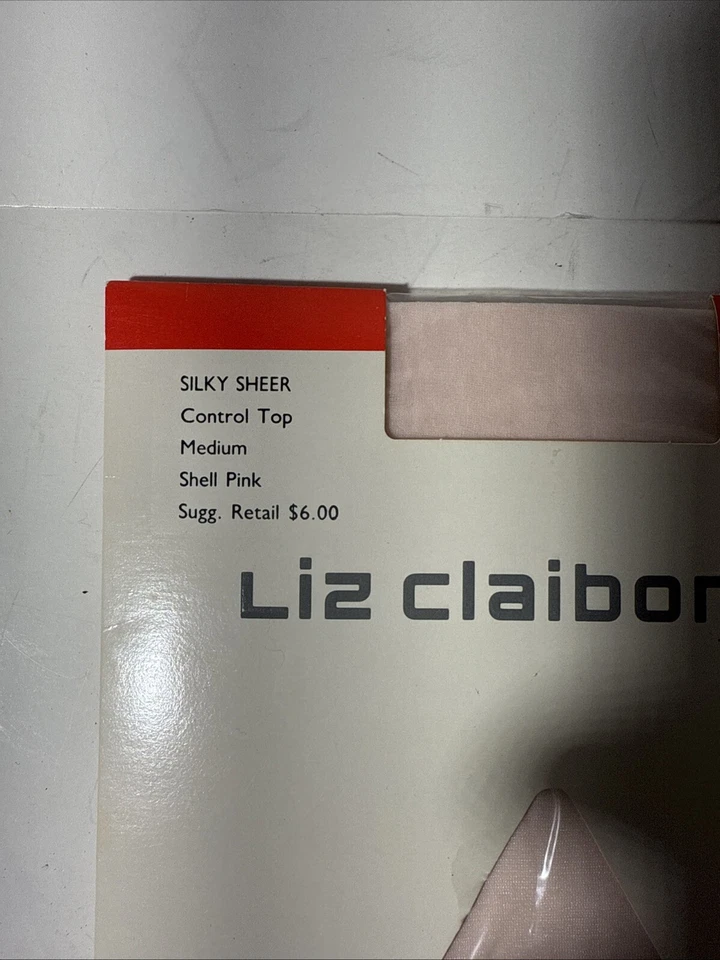 SILKY SHEER
Control Top
Medium
Shell Pink
Sugg. Retail $6.00
Liz claibor